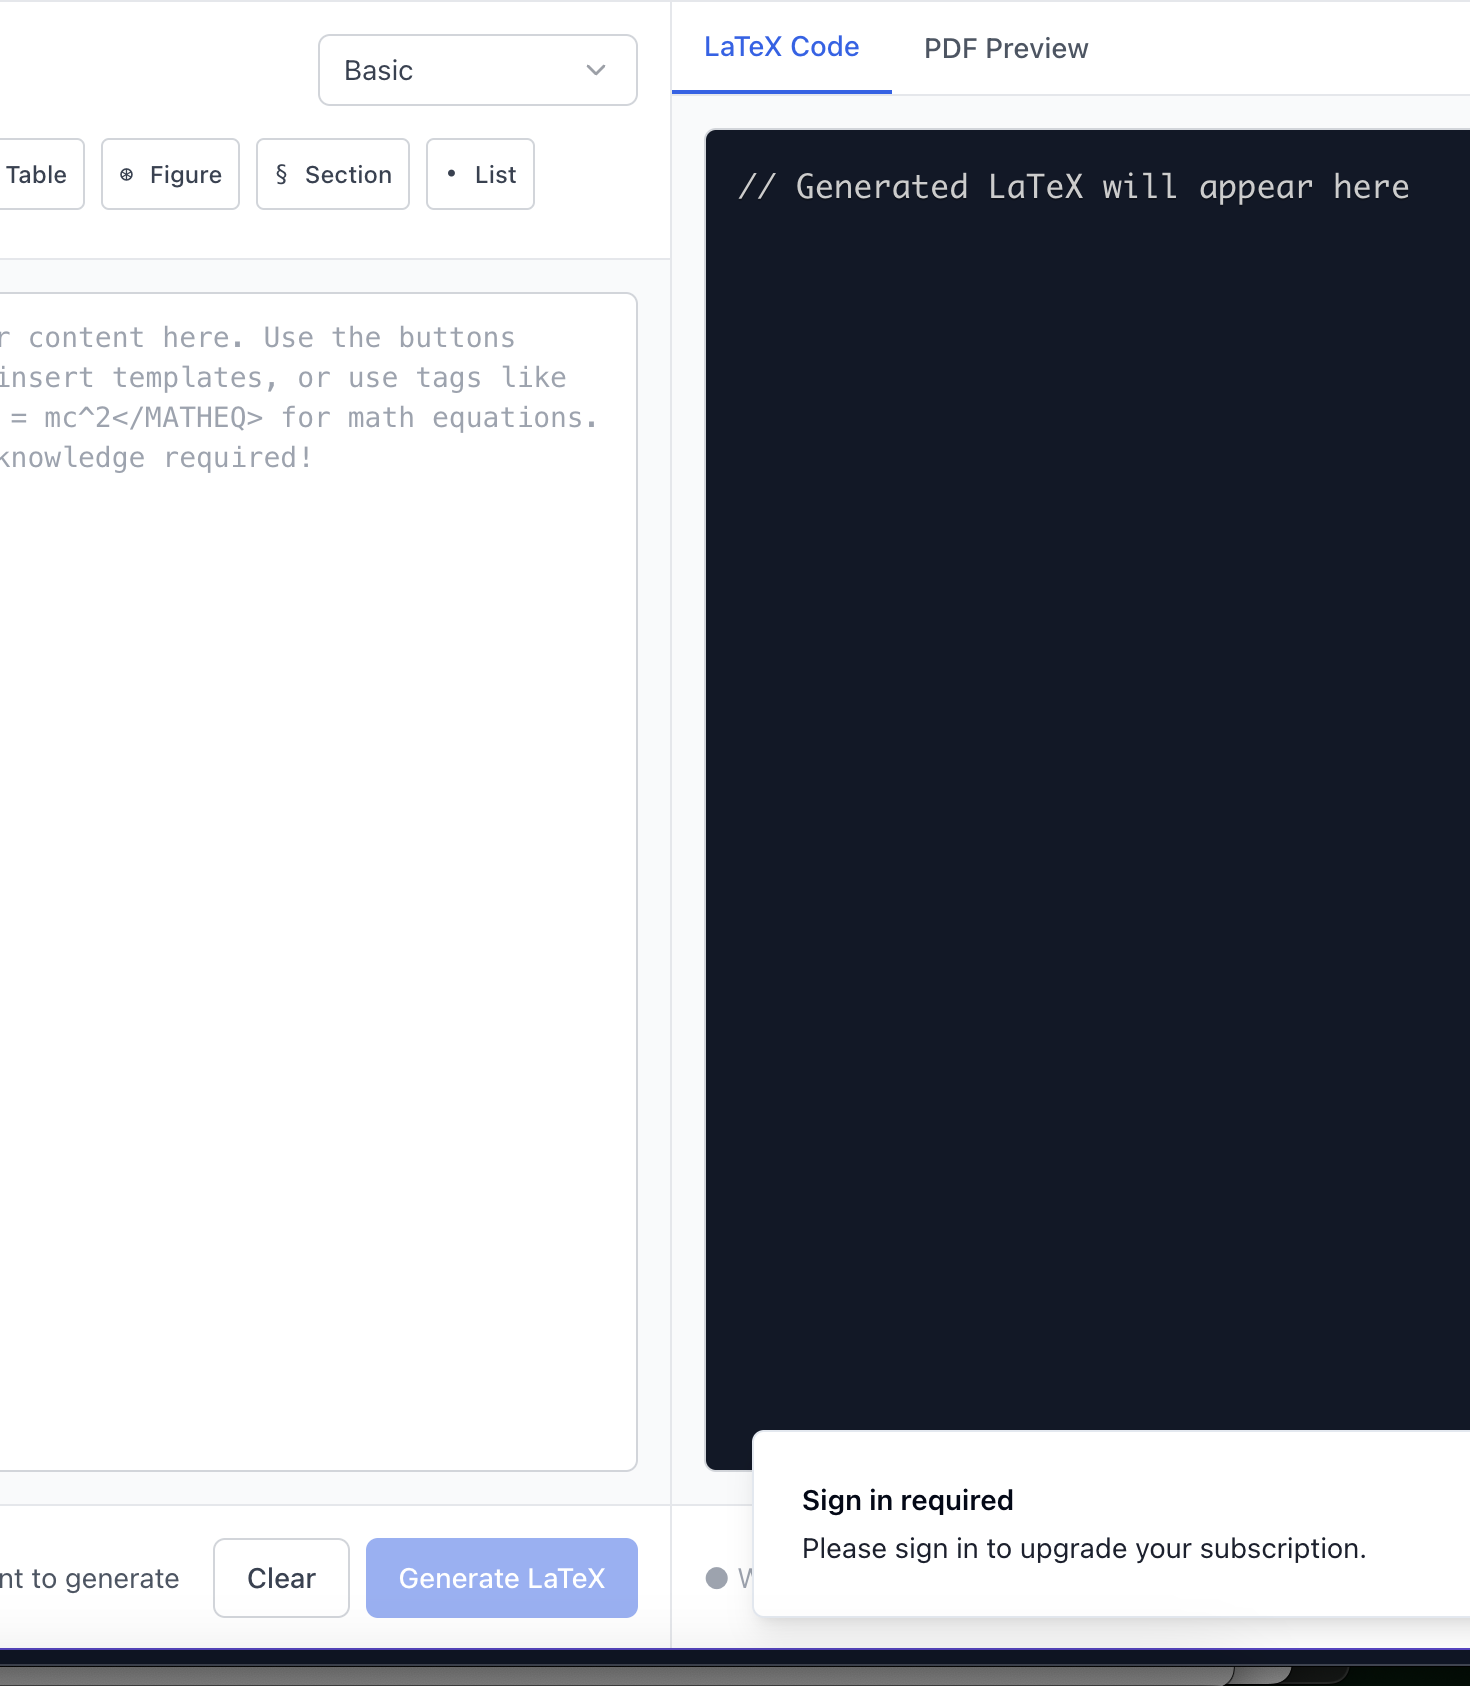 Basic
Table
Figure
§ Section
• List
r content here. Use the buttons
insert templates, or use tags like
= mc^2</MATHEQ> for math equations.
knowledge required!
nt to generate
Clear
Generate LaTeX
LaTeX Code
PDF Preview
// Generated LaTeX will appear here
Sign in required
Please sign in to upgrade your subscription.